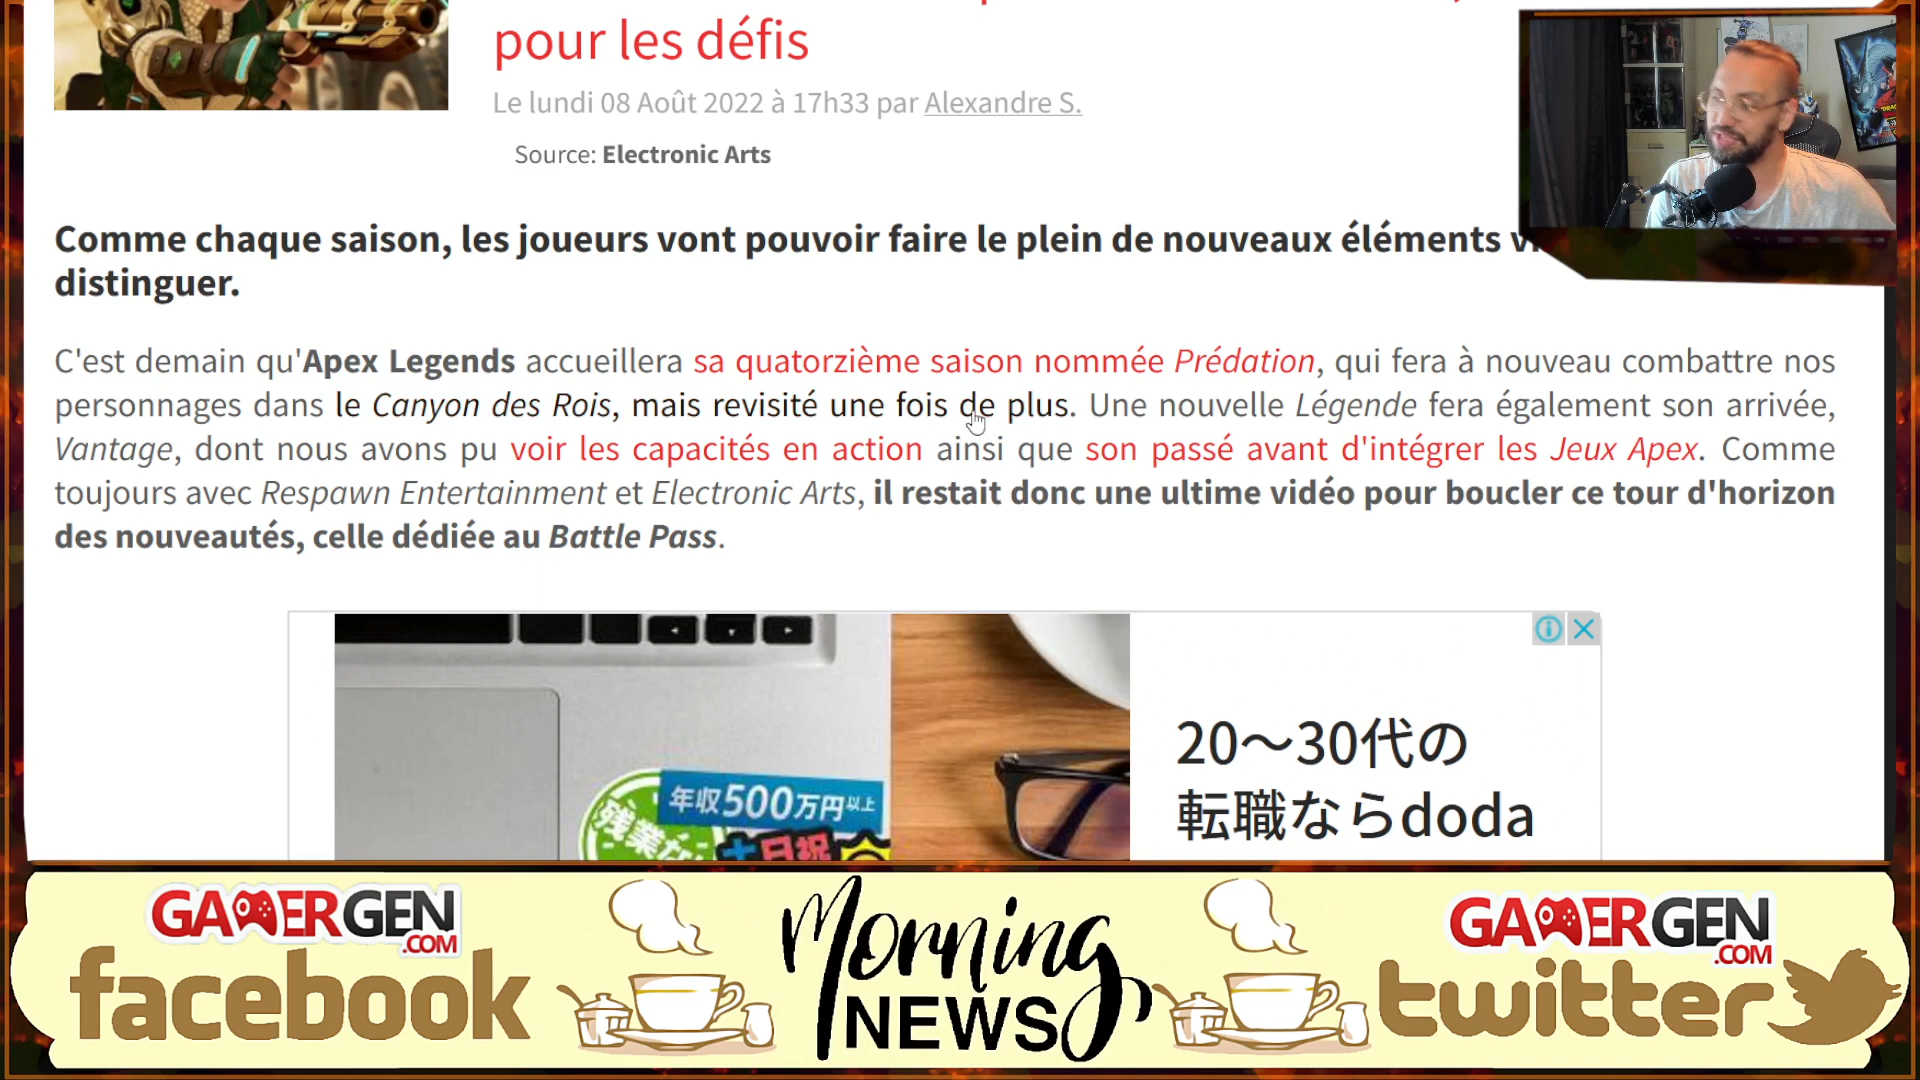 pour les défis
Le lundi 08 Août 2022 à 17h33 par Alexandre S.
Source: Electronic Arts
Comme chaque saison, les joueurs vont pouvoir faire le plein de nouveaux éléments
distinguer.
C'est demain qu'Apex Legends accueillera sa quatorzième saison nommée Prédation, qui fera à nouveau combattre nos
personnages dans le Canyon des Rois, mais revisité une fois de plus. Une nouvelle Légende fera également son arrivée,
Vantage, dont nous avons pu voir les capacités en action ainsi que son passé avant d'intégrer les Jeux Apex. Comme
toujours avec Respawn Entertainment et Electronic Arts, il restait donc une ultime vidéo pour boucler ce tour d'horizon
des nouveautés, celle dédiée au Battle Pass.
年収500万円以上
残業な
土日祝
20～30代の
転職ならdoda
GAMERGEN.COM
facebook
Morning
NEWS
GAMERGEN.COM
twitter